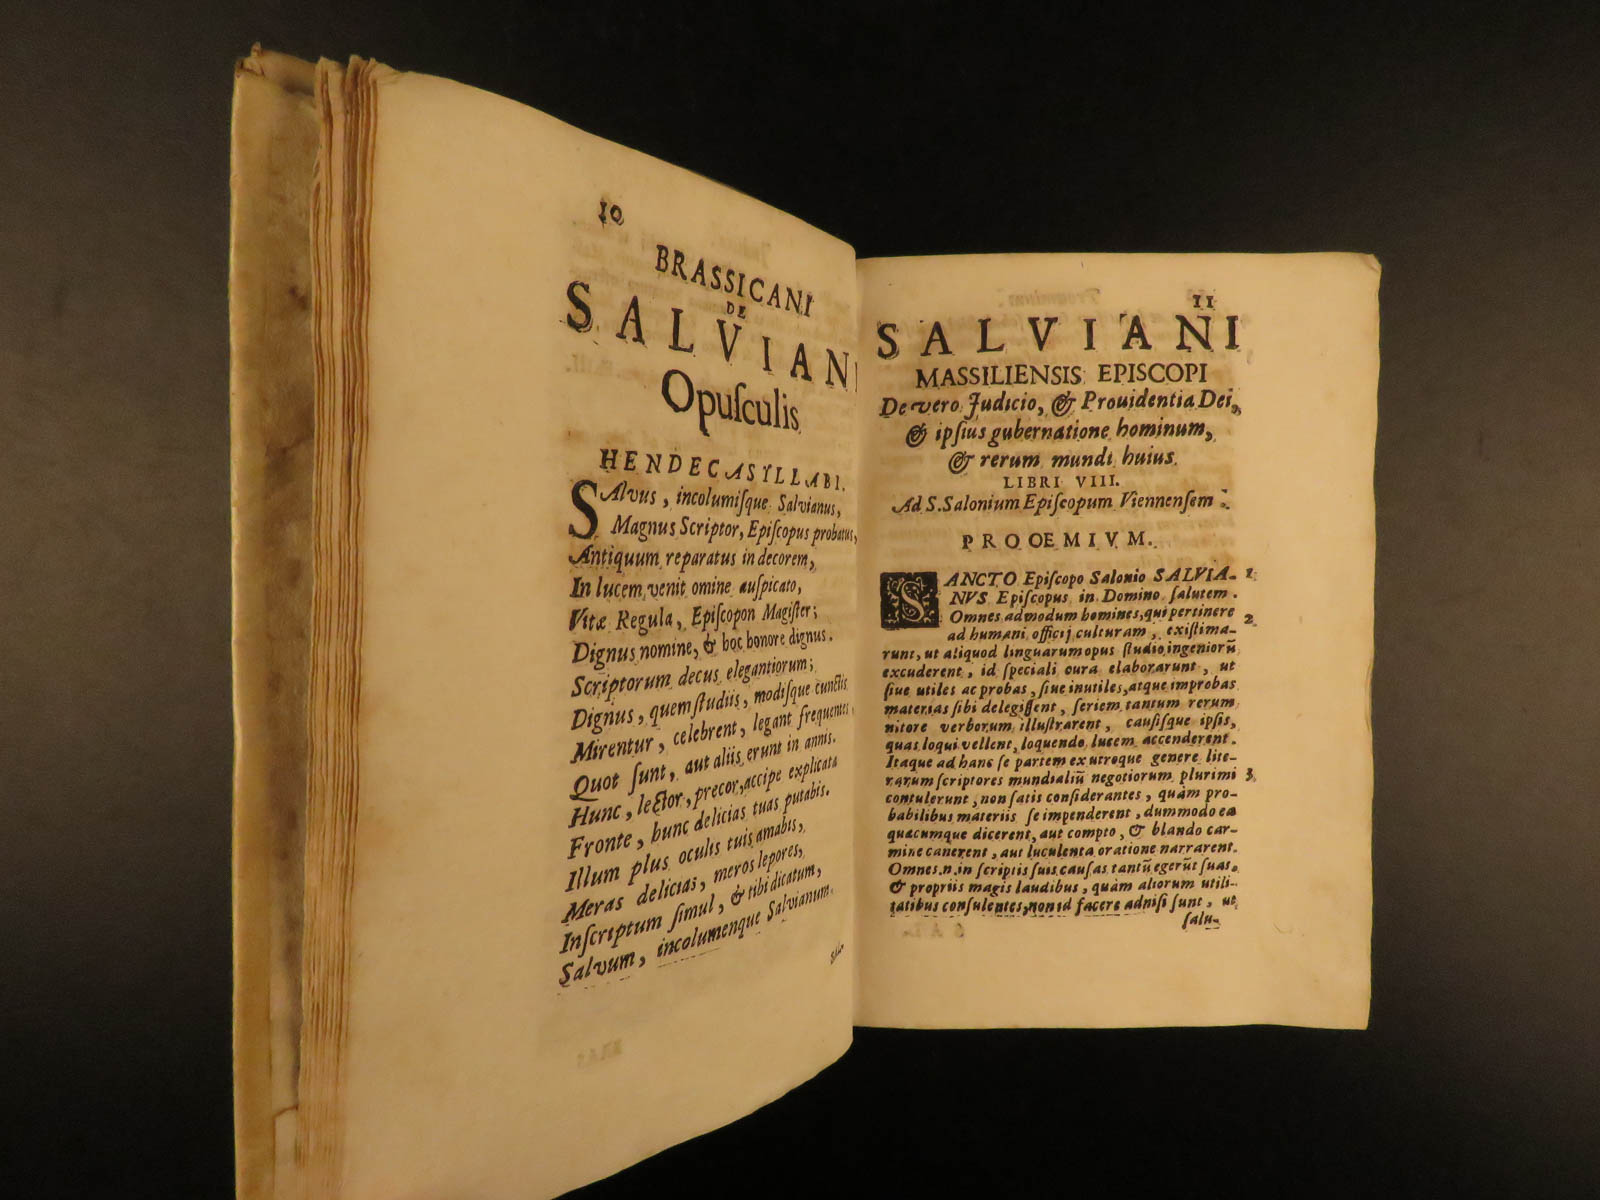 10
BRASSICANI
DE
SALVIANI
Opuſculis
HENDECASYLLABI.
SAlvus, incolumiſque Salvianus,
Magnus Scriptor, Epiſcopus probatus,
Antiquum reparatus in decorem,
In lucem venit omine auſpicato,
Vitæ Regula, Epiſcopon Magiſter;
Dignus nomine, & hoc honore dignus.
Scriptorum decus elegantiorum;
Dignus, quem ſtudiis, modiſque cunctis
Mirentur, celebrent, legant frequentes,
Quot ſunt, aut aliis erunt in annis.
Hunc, lector, precor, accipe explicata
Fronte, hunc delicias tuas putabis.
Illum plus oculis tuis amabis,
Meras delicias, meros lepores,
Inſcriptum ſimul, & tibi dicatum,
Salvum, incolumenque Salvianum.
SAL-
11
SALVIANI
MASSILIENSIS EPISCOPI
De vero Judicio, & Prouidentia Dei,
& ipſius gubernatione hominum,
& rerum mundi huius.
LIBRI VIII.
Ad S. Salonium Epiſcopum Viennenſem.
PROOEMIVM.
SANCTO Epiſcopo Salonio SALVIA- 1
NVS Epiſcopus in Domino ſalutem.
Omnes admodum homines, qui pertinere 2
ad humani officij culturam, exiſtima-
runt, ut aliquod linguarum opus ſtudio ingeniorũ
excuderent, id ſpeciali cura elaborarunt, ut
ſiue utiles ac probas, ſiue inutiles, atque improbas
materias ſibi delegiſſent, ſeriem tantum rerum
nitore verborum illuſtrarent, cauſiſque ipſis,
quas loqui vellent, loquendo lucem accenderent.
Itaque ad hanc ſe partem ex utroque genere lite-
rarum ſcriptores mundialiũ negotiorum plurimi 3
contulerunt, non ſatis conſiderantes, quàm pro-
babilibus materiis ſe impenderent, dummodo ea
quæcumque dicerent, aut compto, & blando car-
mine canerent, aut luculenta oratione narrarent.
Omnes.n.in ſcriptis ſuis cauſas tantũ egerũt ſuas,
& propriis magis laudibus, quàm aliorum utili-
tatibus conſulentes, non id facere adniſi ſunt, ut
ſalu-